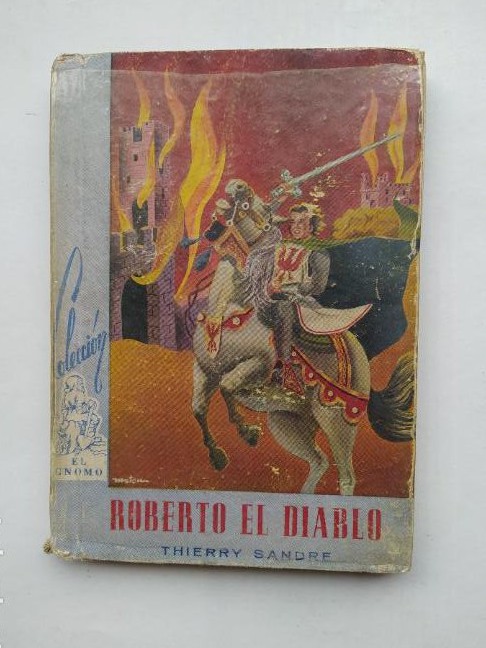 Colección
EL
GNOMO
ROBERTO EL DIABLO
THIERRY SANDRE